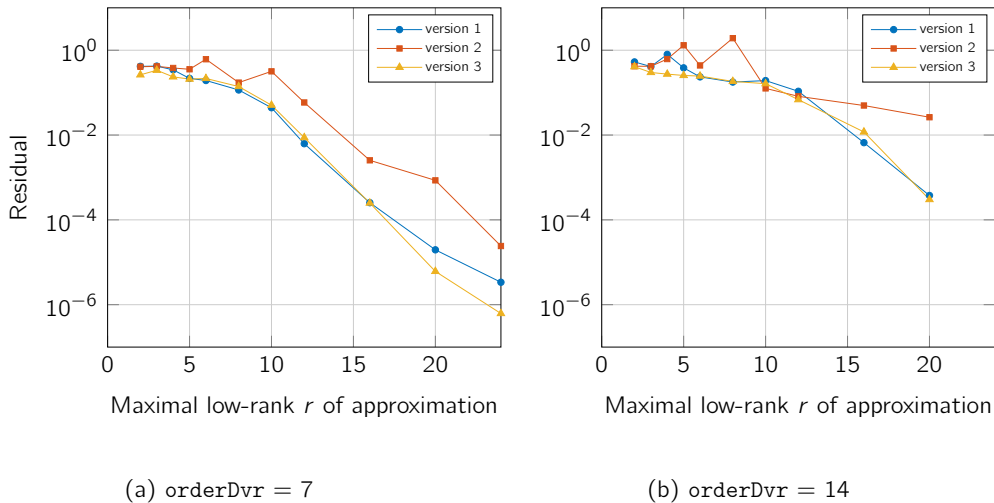 version 1
version 2
version 3
10^0
10^-2
10^-4
10^-6
Residual
0 5 10 15 20
Maximal low-rank r of approximation
(a) orderDvr = 7
version 1
version 2
version 3
10^0
10^-2
10^-4
10^-6
0 5 10 15 20
Maximal low-rank r of approximation
(b) orderDvr = 14